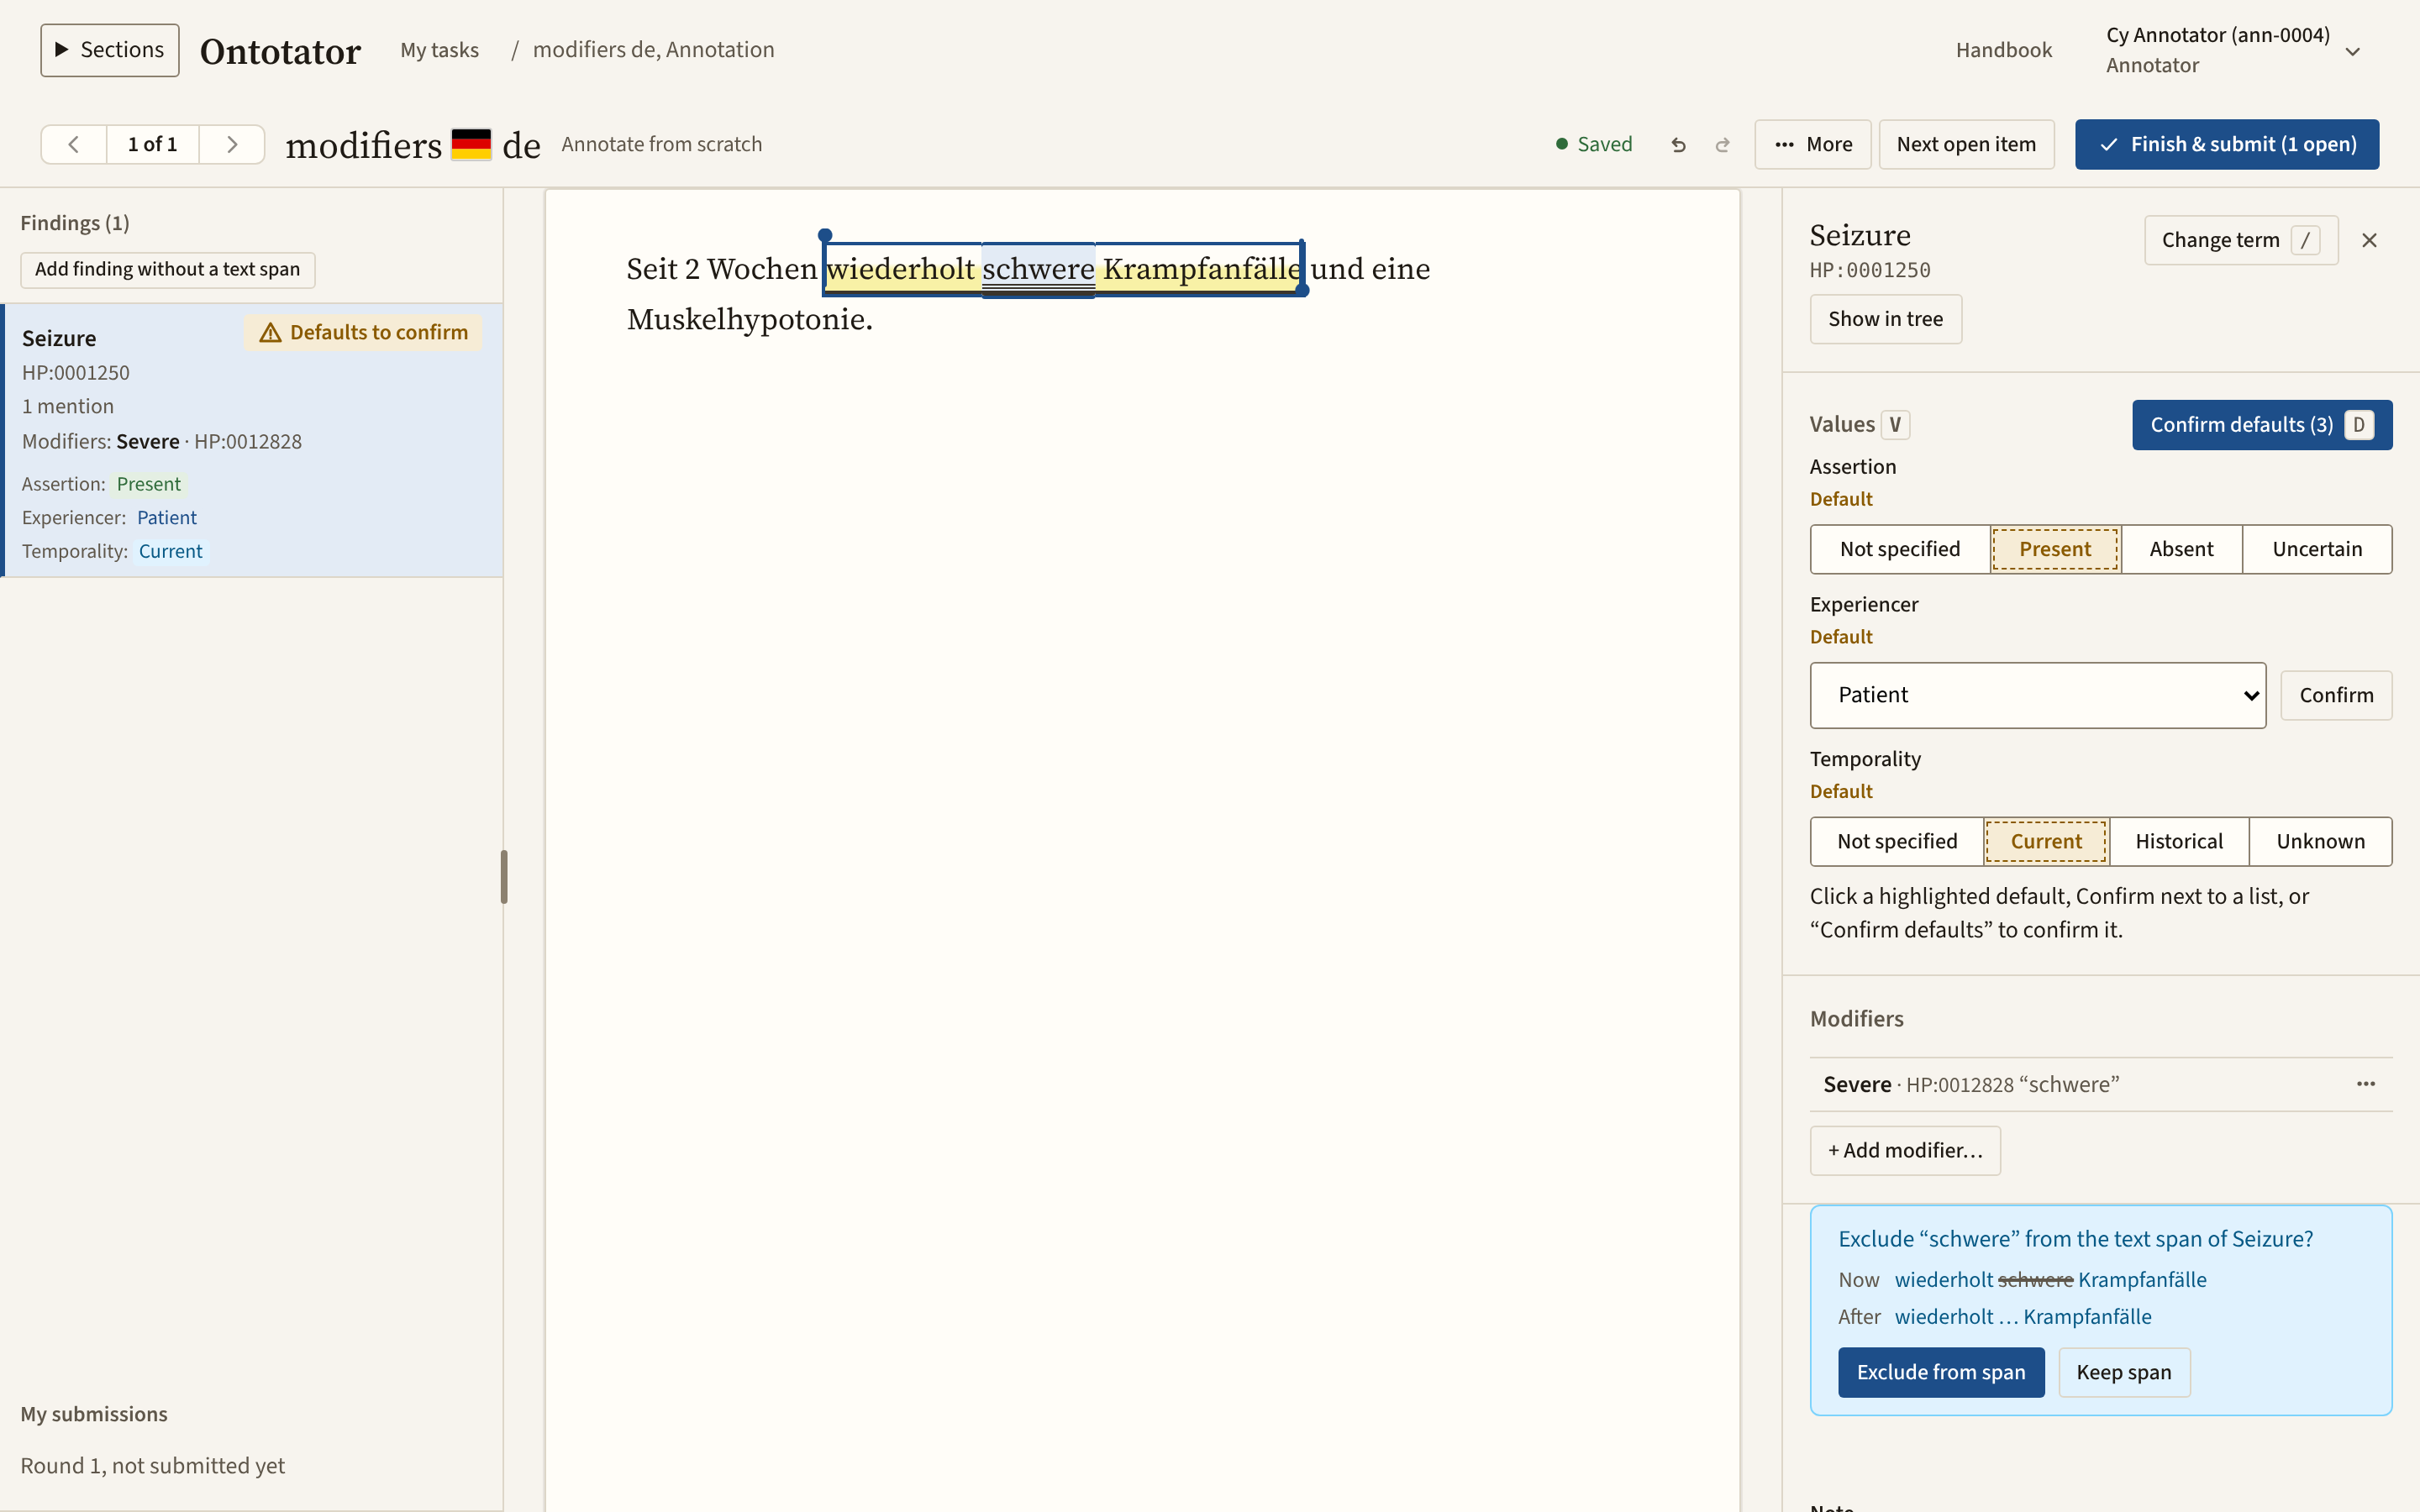 Sections
Ontotator
My tasks / modifiers de, Annotation
Handbook
Cy Annotator (ann-0004)
Annotator
1 of 1
modifiers de
Annotate from scratch
Saved
More
Next open item
Finish & submit (1 open)
Findings (1)
Add finding without a text span
Seizure
Defaults to confirm
HP:0001250
1 mention
Modifiers: Severe · HP:0012828
Assertion: Present
Experiencer: Patient
Temporality: Current
My submissions
Round 1, not submitted yet
Seit 2 Wochen wiederholt schwere Krampfanfälle und eine
Muskelhypotonie.
Seizure
HP:0001250
Change term /
Show in tree
Values V
Confirm defaults (3) D
Assertion
Default
Not specified Present Absent Uncertain
Experiencer
Default
Patient
Confirm
Temporality
Default
Not specified Current Historical Unknown
Click a highlighted default, Confirm next to a list, or
“Confirm defaults” to confirm it.
Modifiers
Severe · HP:0012828 “schwere”
+ Add modifier…
Exclude “schwere” from the text span of Seizure?
Now wiederholt schwere Krampfanfälle
After wiederholt … Krampfanfälle
Exclude from span
Keep span